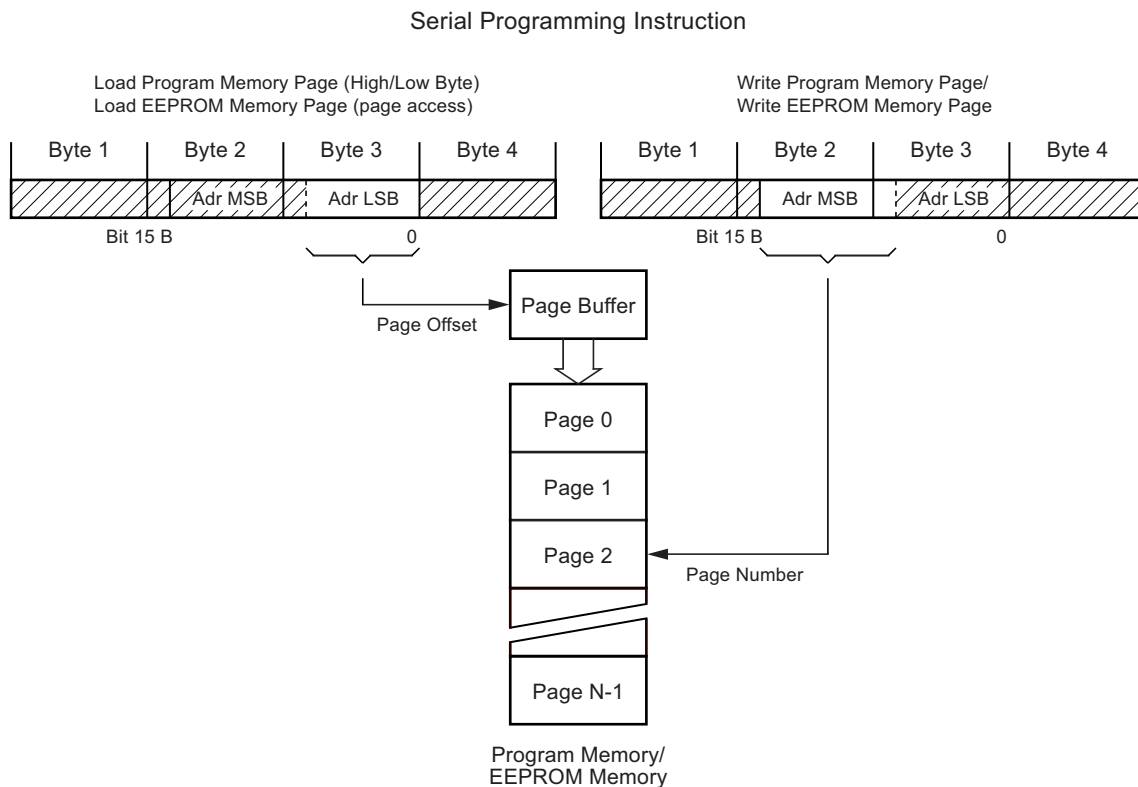 Serial Programming Instruction
Load Program Memory Page (High/Low Byte)
Load EEPROM Memory Page (page access)
Write Program Memory Page/
Write EEPROM Memory Page
Byte 1 Byte 2 Byte 3 Byte 4
Byte 1 Byte 2 Byte 3 Byte 4
Adr MSB Adr LSB
Adr MSB Adr LSB
Bit 15 B 0
Bit 15 B 0
Page Buffer
Page Offset
Page 0
Page 1
Page 2
Page Number
Page N-1
Program Memory/
EEPROM Memory